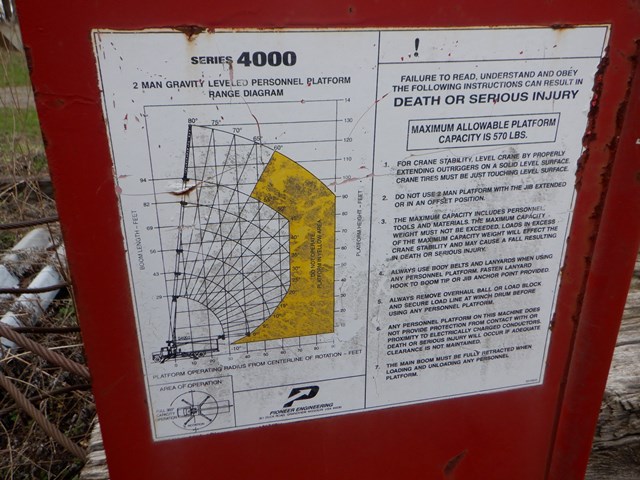 SERIES 4000
2 MAN GRAVITY LEVELED PERSONNEL PLATFORM
RANGE DIAGRAM
80°
75°
70°
60°
BOOM LENGTH - FEET
PLATFORM HEIGHT - FEET
DO NOT OPERATE
PLATFORM IN YELLOW AREA
PLATFORM OPERATING RADIUS FROM CENTERLINE OF ROTATION - FEET
AREA OF OPERATION
P
PIONEER ENGINEERING
!
FAILURE TO READ, UNDERSTAND AND OBEY
THE FOLLOWING INSTRUCTIONS CAN RESULT IN
DEATH OR SERIOUS INJURY
MAXIMUM ALLOWABLE PLATFORM
CAPACITY IS 570 LBS.
1. FOR CRANE STABILITY, LEVEL CRANE BY PROPERLY
EXTENDING OUTRIGGERS ON A SOLID LEVEL SURFACE.
CRANE TIRES MUST BE JUST TOUCHING LEVEL SURFACE.
2. DO NOT USE 2 MAN PLATFORM WITH THE JIB EXTENDED
OR IN AN OFFSET POSITION.
3. THE MAXIMUM CAPACITY INCLUDES PERSONNEL,
TOOLS AND MATERIALS. THE MAXIMUM CAPACITY
WEIGHT MUST NOT BE EXCEEDED. LOADS IN EXCESS
OF THE MAXIMUM CAPACITY WEIGHT WILL EFFECT THE
CRANE STABILITY AND MAY CAUSE A FALL RESULTING
IN DEATH OR SERIOUS INJURY.
4. ALWAYS USE BODY BELTS AND LANYARDS WHEN USING
ANY PERSONNEL PLATFORM. FASTEN LANYARD
HOOK TO BOOM TIP OR JIB ANCHOR POINT PROVIDED.
5. ALWAYS REMOVE OVERHAUL BALL OR LOAD BLOCK
AND SECURE LOAD LINE AT WINCH DRUM BEFORE
USING ANY PERSONNEL PLATFORM.
6. ANY PERSONNEL PLATFORM ON THIS MACHINE DOES
NOT PROVIDE PROTECTION FROM CONTACT WITH OR
PROXIMITY TO ELECTRICALLY CHARGED CONDUCTORS.
DEATH OR SERIOUS INJURY WILL OCCUR IF ADEQUATE
CLEARANCE IS NOT MAINTAINED.
7. THE MAIN BOOM MUST BE FULLY RETRACTED WHEN
LOADING AND UNLOADING ANY PERSONNEL
PLATFORM.